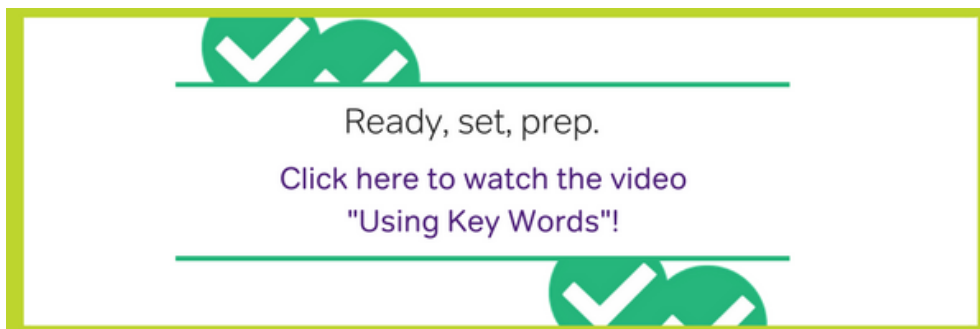 Ready, set, prep.
Click here to watch the video
"Using Key Words"!